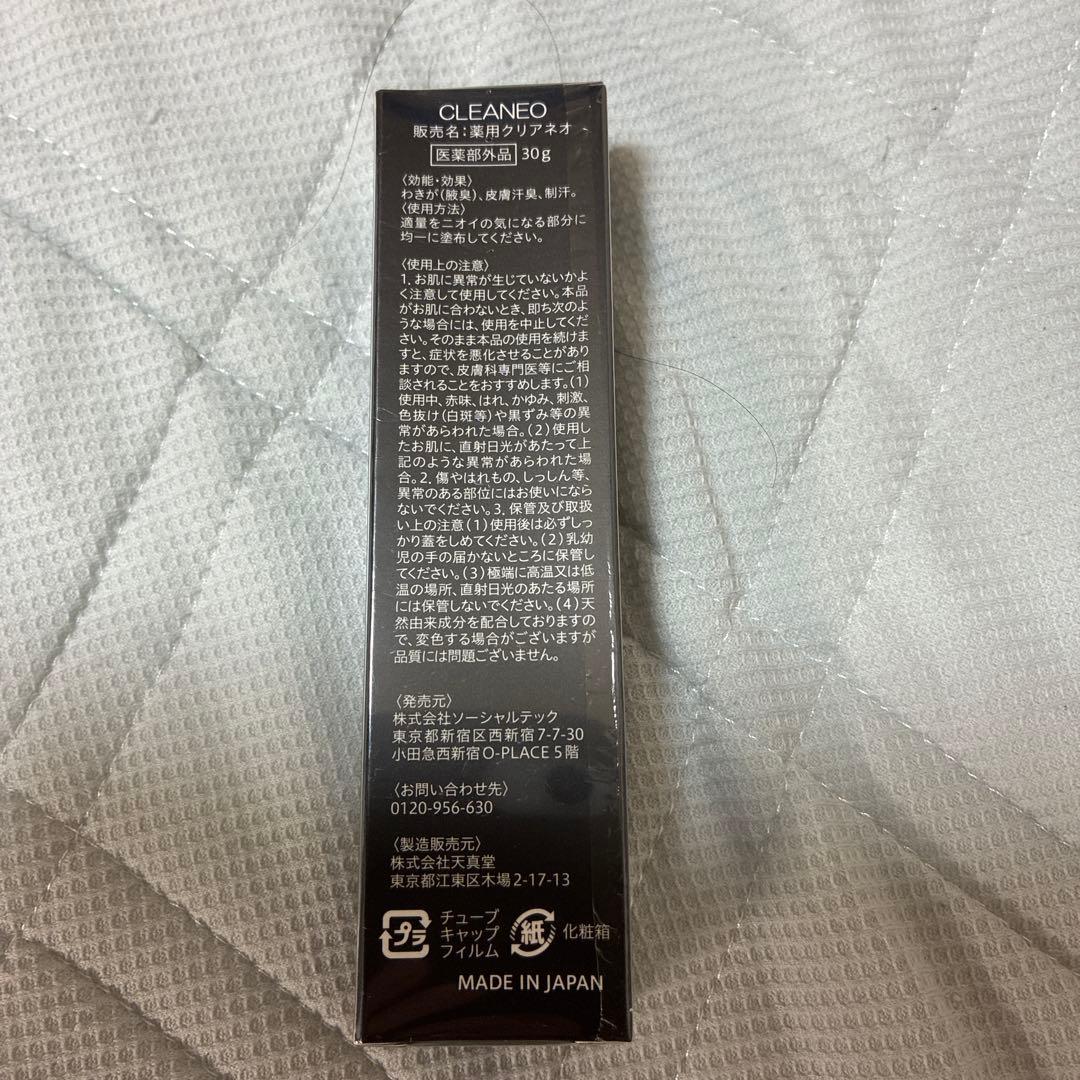 CLEANEO
販売名:薬用クリアネオ
医薬部外品 30g
〈効能・効果〉
わきが(腋臭)、皮膚汗臭、制汗。
〈使用方法〉
適量をニオイの気になる部分に
均一に塗布してください。
〈使用上の注意〉
1. お肌に異常が生じていないかよ
く注意して使用してください。本品
がお肌に合わないとき、即ち次のよ
うな場合には、使用を中止してくだ
さい。そのまま本品の使用を続けま
すと、症状を悪化させることがあり
ますので、皮膚科専門医等にご相
談されることをおすすめします。(1)
使用中、赤味、はれ、かゆみ、刺激、
色抜け(白斑等)や黒ずみ等の異
常があらわれた場合。(2)使用し
たお肌に、直射日光があたって上
記のような異常があらわれた場
合。2. 傷やはれもの、しっしん等、
異常のある部位にはお使いになら
ないでください。3. 保管及び取扱
い上の注意(1)使用後は必ずしっ
かり蓋をしめてください。(2)乳幼
児の手の届かないところに保管し
てください。(3)極端に高温又は低
温の場所、直射日光のあたる場所
には保管しないでください。(4)天
然由来成分を配合しておりますの
で、変色する場合がございますが
品質には問題ございません。
〈発売元〉
株式会社ソーシャルテック
東京都新宿区西新宿7-7-30
小田急西新宿O-PLACE 5階
〈お問い合わせ先〉
0120-956-630
〈製造販売元〉
株式会社天真堂
東京都江東区木場2-17-13
プラ チューブ
キャップ
フィルム
紙 化粧箱
MADE IN JAPAN